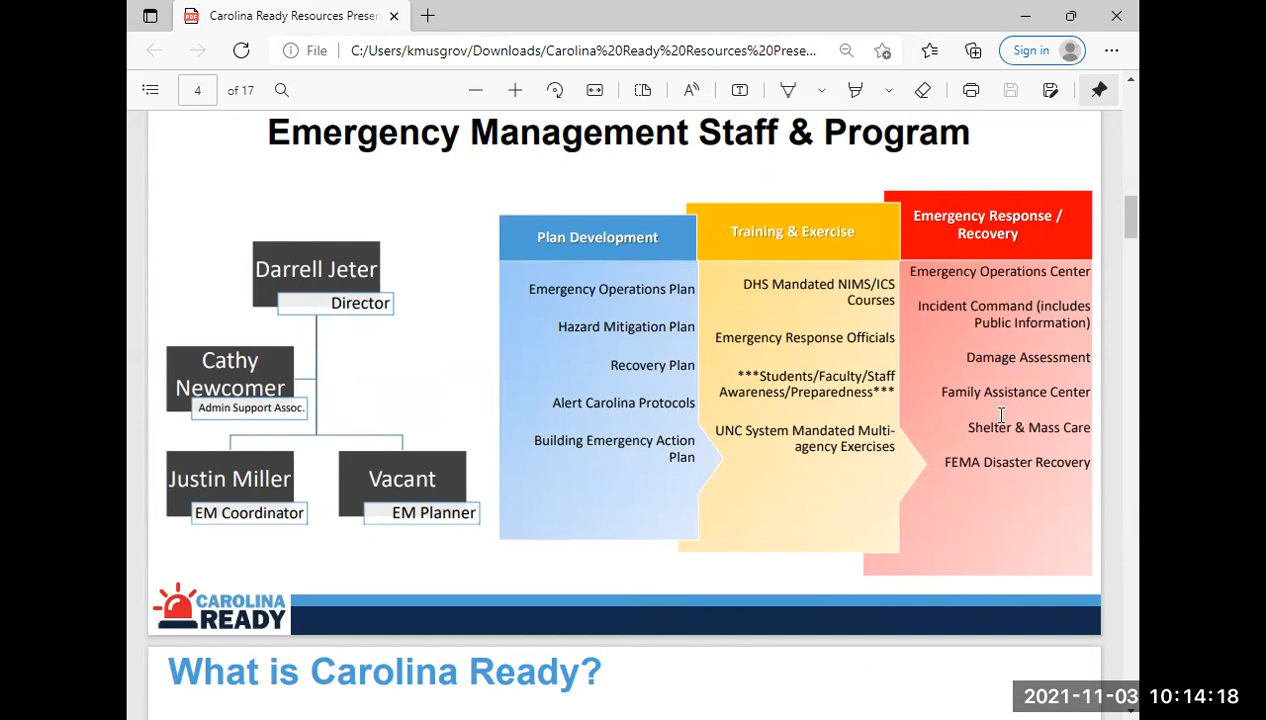 Carolina Ready Resources Presen
File
C:/Users/kmusgrov/Downloads/Carolina%20Ready%20Resources%20Prese...
Sign in
4
of 17
Emergency Management Staff & Program
Darrell Jeter
Director
Cathy
Newcomer
Admin Support Assoc.
Justin Miller
EM Coordinator
Vacant
EM Planner
Plan Development
Emergency Operations Plan
Hazard Mitigation Plan
Recovery Plan
Alert Carolina Protocols
Building Emergency Action
Plan
Training & Exercise
DHS Mandated NIMS/ICS
Courses
Emergency Response Officials
***Students/Faculty/Staff
Awareness/Preparedness***
UNC System Mandated Multi-
agency Exercises
Emergency Response /
Recovery
Emergency Operations Center
Incident Command (includes
Public Information)
Damage Assessment
Family Assistance Center
Shelter & Mass Care
FEMA Disaster Recovery
CAROLINA
READY
What is Carolina Ready?
2021-11-03 10:14:18